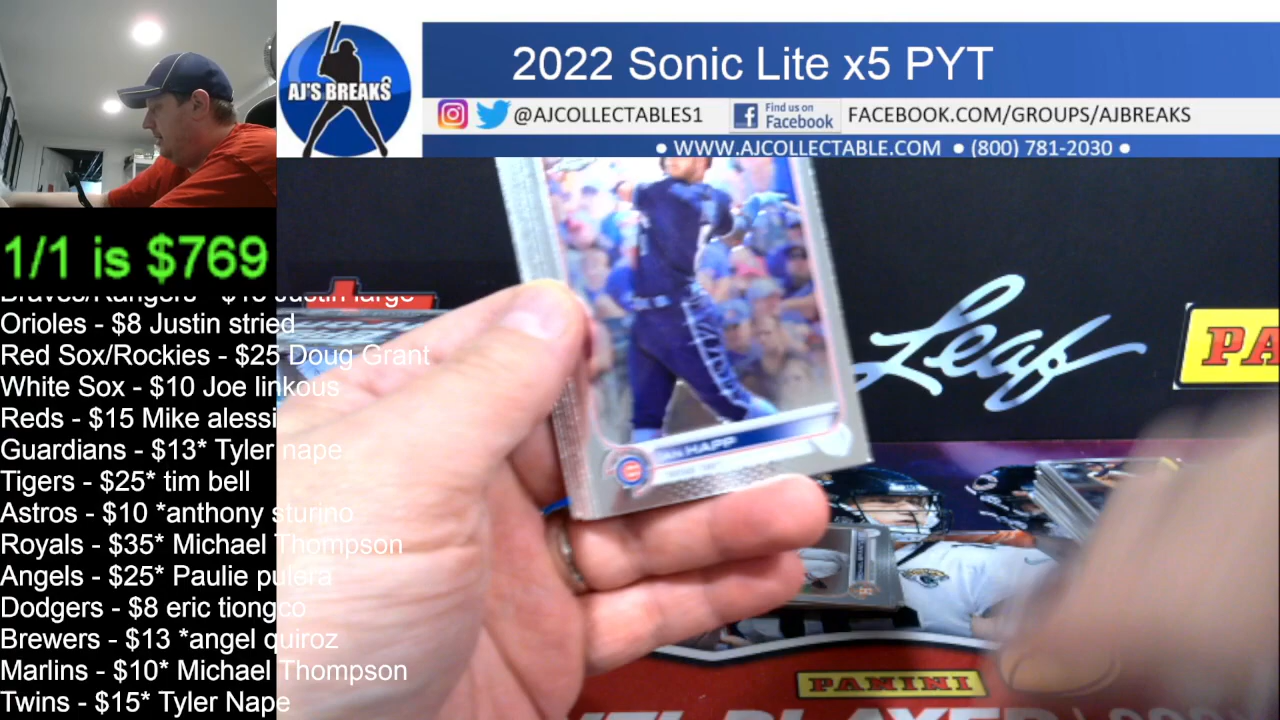 2022 Sonic Lite x5 PYT
AJ'S BREAKS
@AJCOLLECTABLES1
Find us on
Facebook
FACEBOOK.COM/GROUPS/AJBREAKS
• WWW.AJCOLLECTABLE.COM • (800) 781-2030 •
1/1 is $769
Orioles - $8 Justin stried
Red Sox/Rockies - $25 Doug Grant
White Sox - $10 Joe linkous
Reds - $15 Mike alessi
Guardians - $13* Tyler nape
Tigers - $25* tim bell
Astros - $10 *anthony sturino
Royals - $35* Michael Thompson
Angels - $25* Paulie pulera
Dodgers - $8 eric tiongco
Brewers - $13 *angel quiroz
Marlins - $10* Michael Thompson
Twins - $15* Tyler Nape
HAPP
Leaf
PA
PANINI